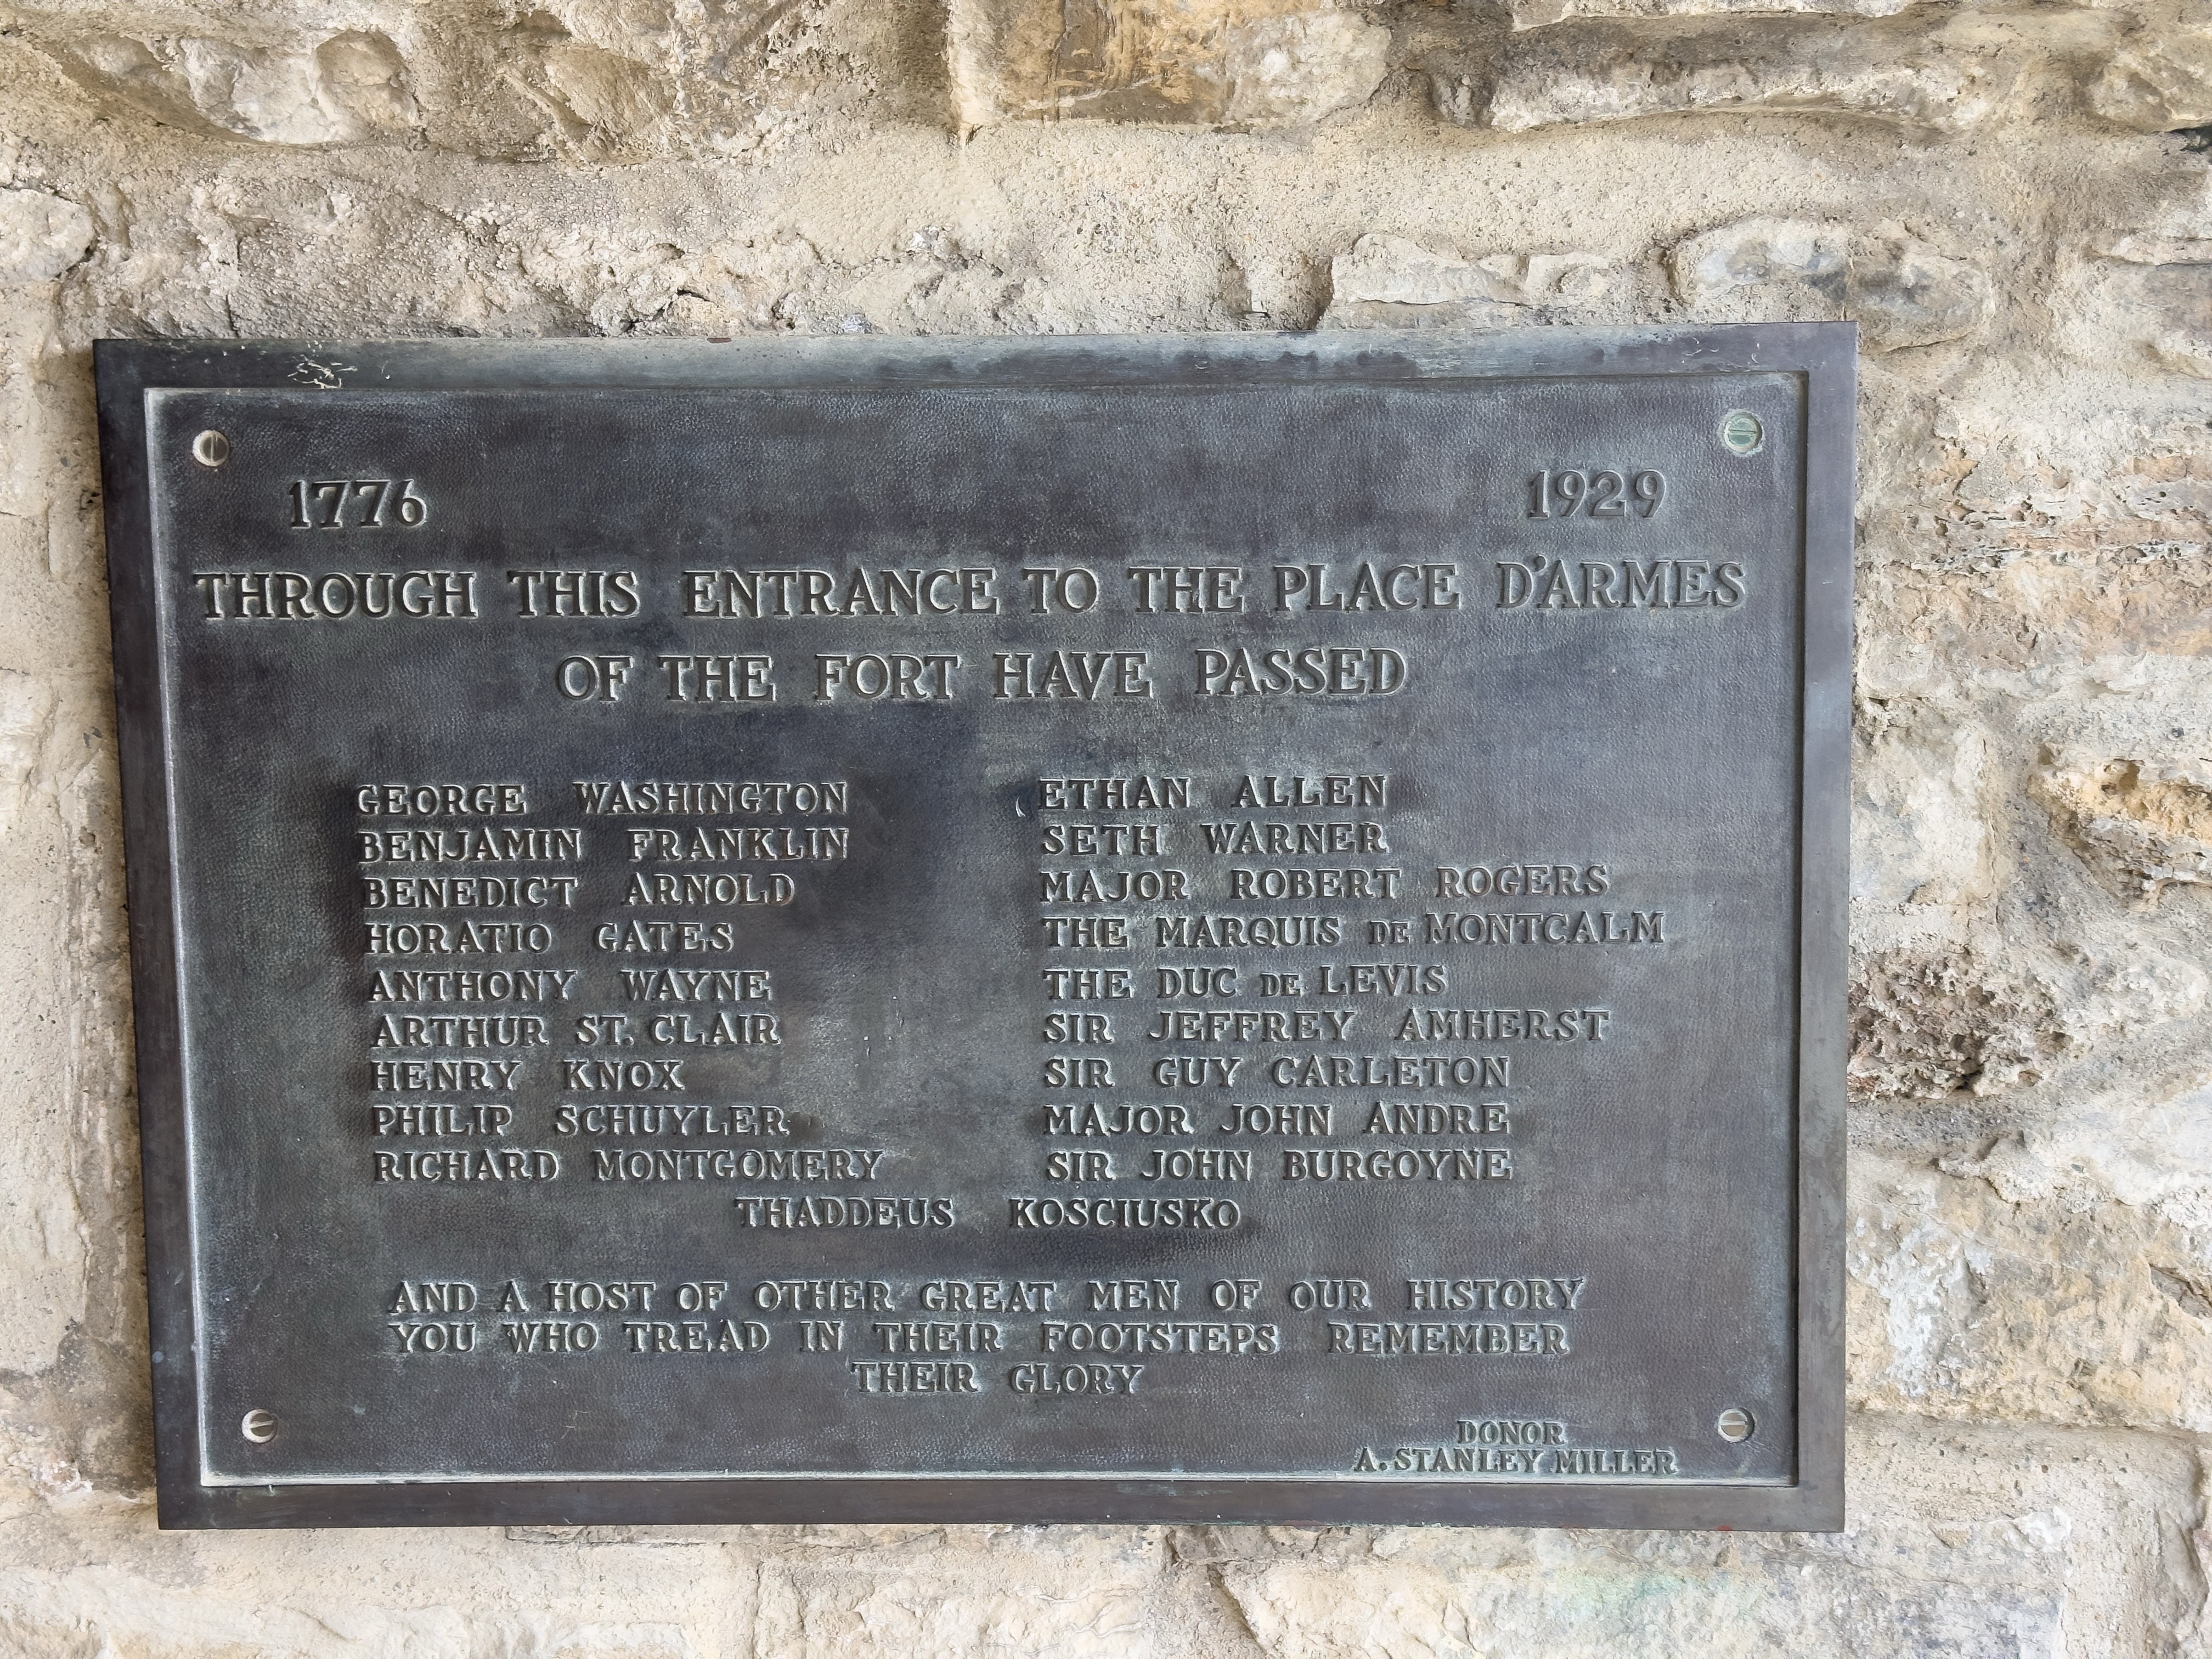 1776 1929
THROUGH THIS ENTRANCE TO THE PLACE D'ARMES
OF THE FORT HAVE PASSED
GEORGE WASHINGTON
BENJAMIN FRANKLIN
BENEDICT ARNOLD
HORATIO GATES
ANTHONY WAYNE
ARTHUR ST. CLAIR
HENRY KNOX
PHILIP SCHUYLER
RICHARD MONTGOMERY
ETHAN ALLEN
SETH WARNER
MAJOR ROBERT ROGERS
THE MARQUIS DE MONTCALM
THE DUC DE LEVIS
SIR JEFFREY AMHERST
SIR GUY CARLETON
MAJOR JOHN ANDRE
SIR JOHN BURGOYNE
THADDEUS KOSCIUSKO
AND A HOST OF OTHER GREAT MEN OF OUR HISTORY
YOU WHO TREAD IN THEIR FOOTSTEPS REMEMBER
THEIR GLORY
DONOR
A. STANLEY MILLER